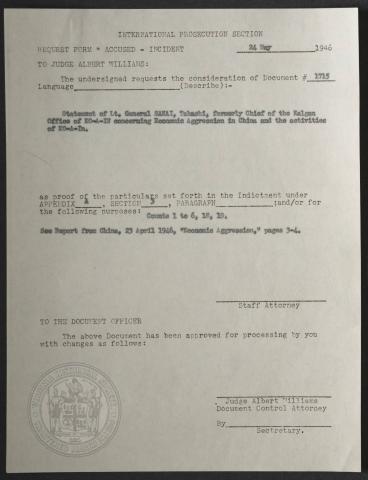 INTERNATIONAL PROSECUTION SECTION
REQUEST FORM * ACCUSED - INCIDENT 24 May 1946
TO JUDGE ALBERT WILLIAMS:
The undersigned requests the consideration of Document # 1715
Language (Describe):-
Statement of Lt. General SAKAI, Takashi, formerly Chief of the Kalgan
Office of KO-A-IN concerning Economic Aggression in China and the activities
of KO-A-In.
as proof of the particulars set forth in the Indictment under
APPENDIX A, SECTION 3, PARAGRAPH ;and/or for
the following purposes: Counts 1 to 6, 18, 19.
See Report from China, 23 April 1946, "Economic Aggression," pages 3-4.
Staff Attorney
TO THE DOCUMENT OFFICER
The above Document has been approved for processing by you
with changes as follows:
Judge Albert Williams
Document Control Attorney
By
Secretary.